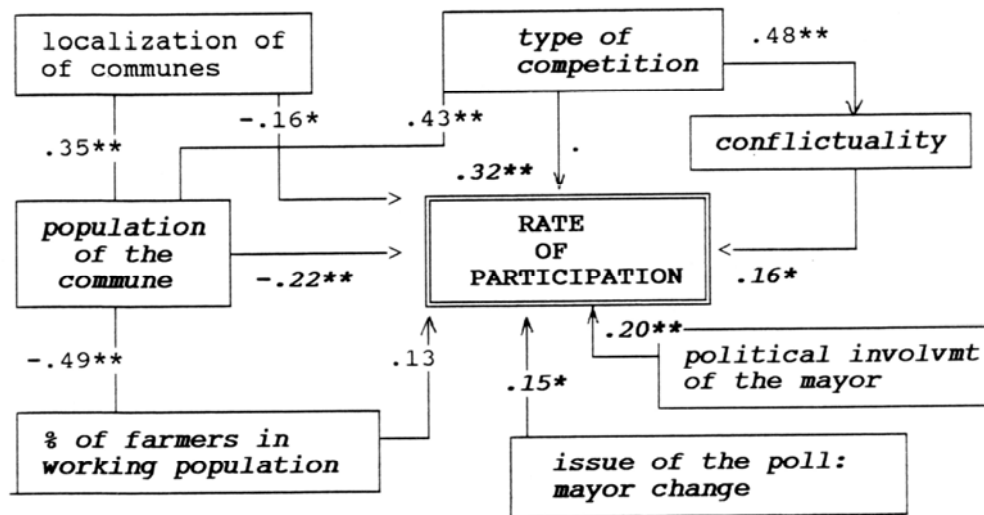 localization of
of communes
type of
competition
.48**
-.16*
.43**
.35**
conflictuality
.32**
population
of the
commune
RATE
OF
PARTICIPATION
-.22**
.16*
.20**
-.49**
.13
political involvmt
of the mayor
.15*
% of farmers in
working population
issue of the poll:
mayor change